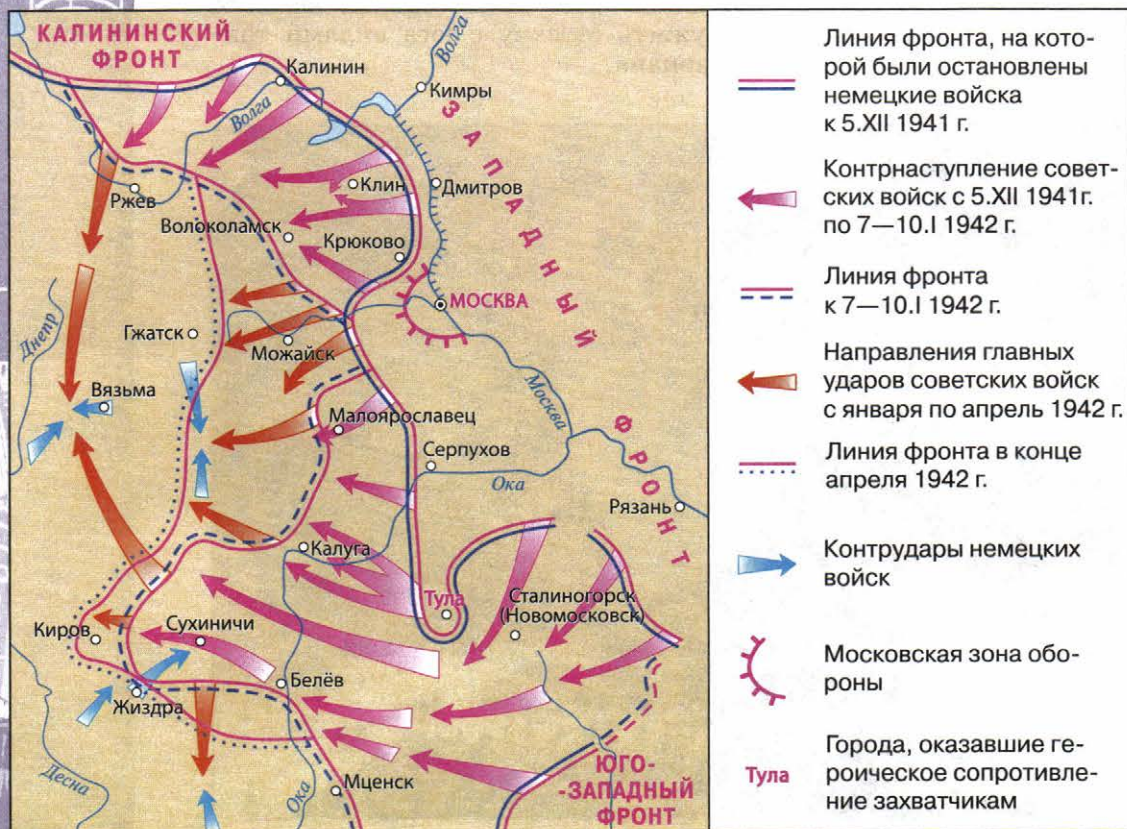 КАЛИНИНСКИЙ
ФРОНТ
Калинин
Волга
Кимры
Волга
ЗАПАДНЫЙ ФРОНТ
Ржев
Клин
Дмитров
Волоколамск
Крюково
МОСКВА
Днепр
Гжатск
Можайск
Москва
Вязьма
Малоярославец
Серпухов
Ока
Рязань
Калуга
Тула
Сталиногорск
(Новомосковск)
Киров
Сухиничи
Белёв
Жиздра
Десна
Ока
Мценск
ЮГО-
-ЗАПАДНЫЙ
ФРОНТ
Линия фронта, на кото-
рой были остановлены
немецкие войска
к 5.XII 1941 г.
Контрнаступление совет-
ских войск с 5.XII 1941г.
по 7—10.I 1942 г.
Линия фронта
к 7—10.I 1942 г.
Направления главных
ударов советских войск
с января по апрель 1942 г.
Линия фронта в конце
апреля 1942 г.
Контрудары немецких
войск
Московская зона обо-
роны
Тула
Города, оказавшие ге-
роическое сопротивле-
ние захватчикам